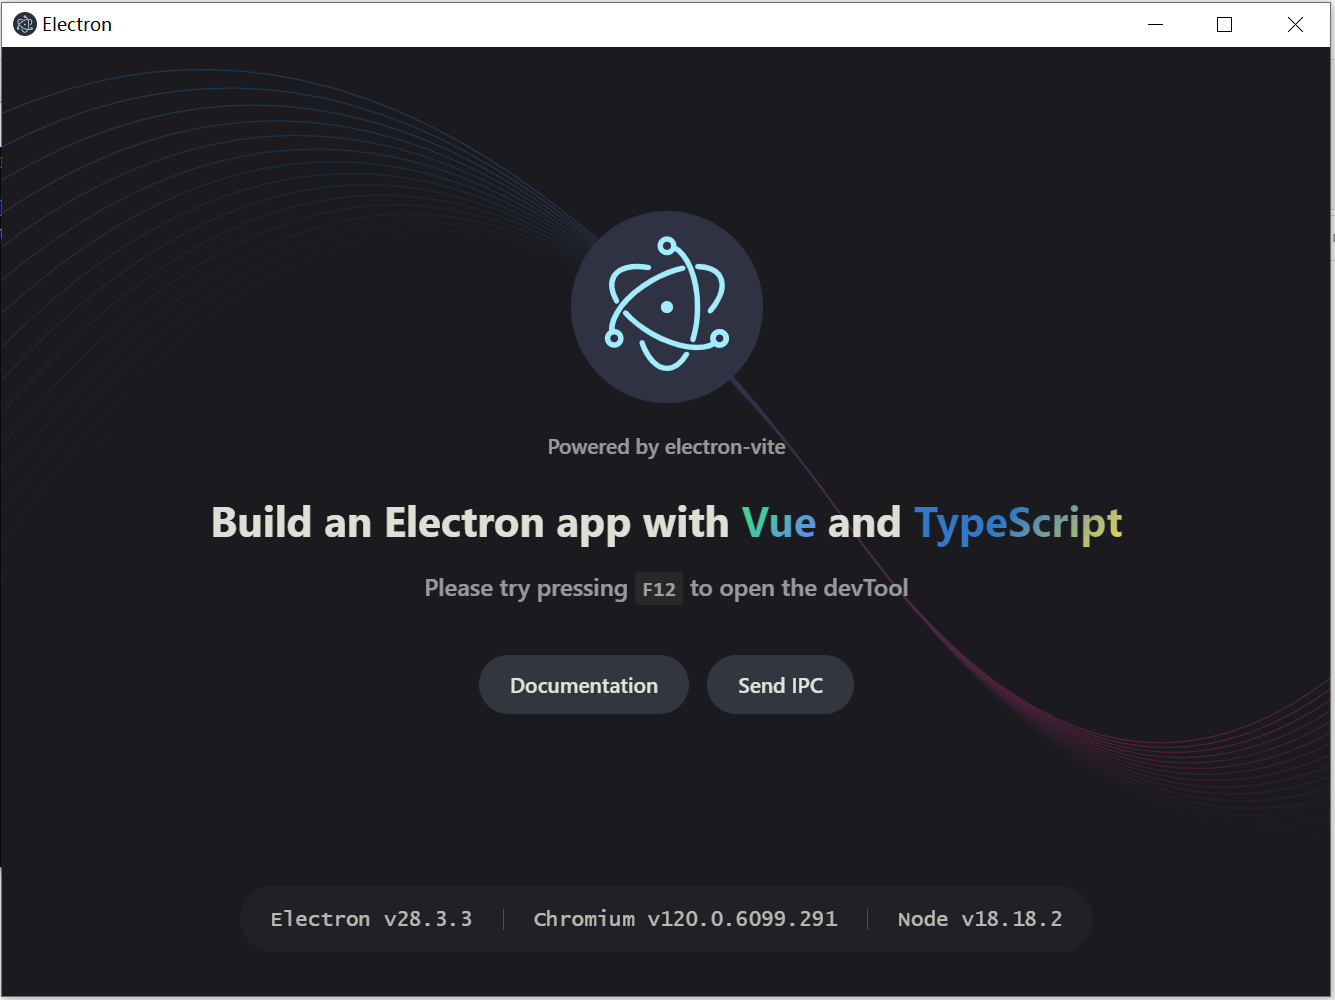 Electron
Powered by electron-vite
Build an Electron app with Vue and TypeScript
Please try pressing F12 to open the devTool
Documentation
Send IPC
Electron v28.3.3
Chromium v120.0.6099.291
Node v18.18.2